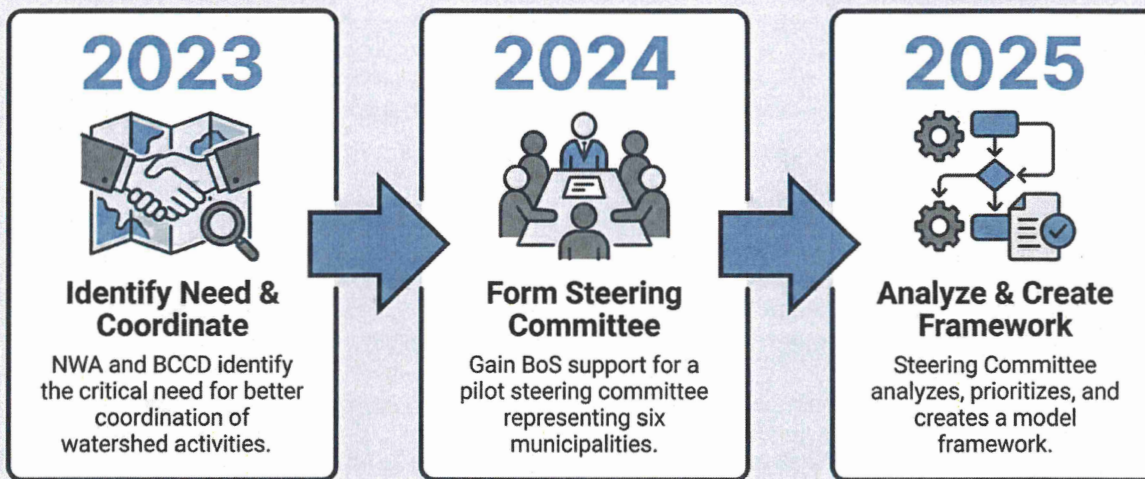 2023
Identify Need &
Coordinate
NWA and BCCD identify
the critical need for better
coordination of
watershed activities.
2024
Form Steering
Committee
Gain BoS support for a
pilot steering committee
representing six
municipalities.
2025
Analyze & Create
Framework
Steering Committee
analyzes, prioritizes, and
creates a model
framework.